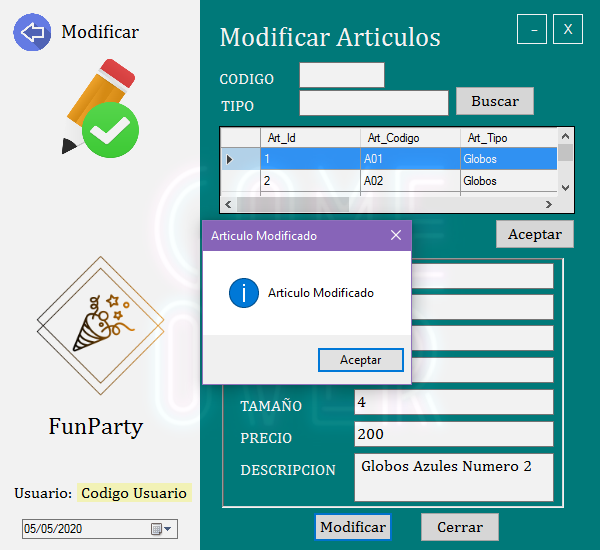 Modificar
Modificar Articulos
–
X
CODIGO
TIPO
Buscar
Art_Id
Art_Codigo
Art_Tipo
1
A01
Globos
2
A02
Globos
Aceptar
Articulo Modificado
Articulo Modificado
Aceptar
COME
OVER
TAMAÑO
4
PRECIO
200
DESCRIPCION
Globos Azules Numero 2
FunParty
Usuario:
Codigo Usuario
05/05/2020
Modificar
Cerrar